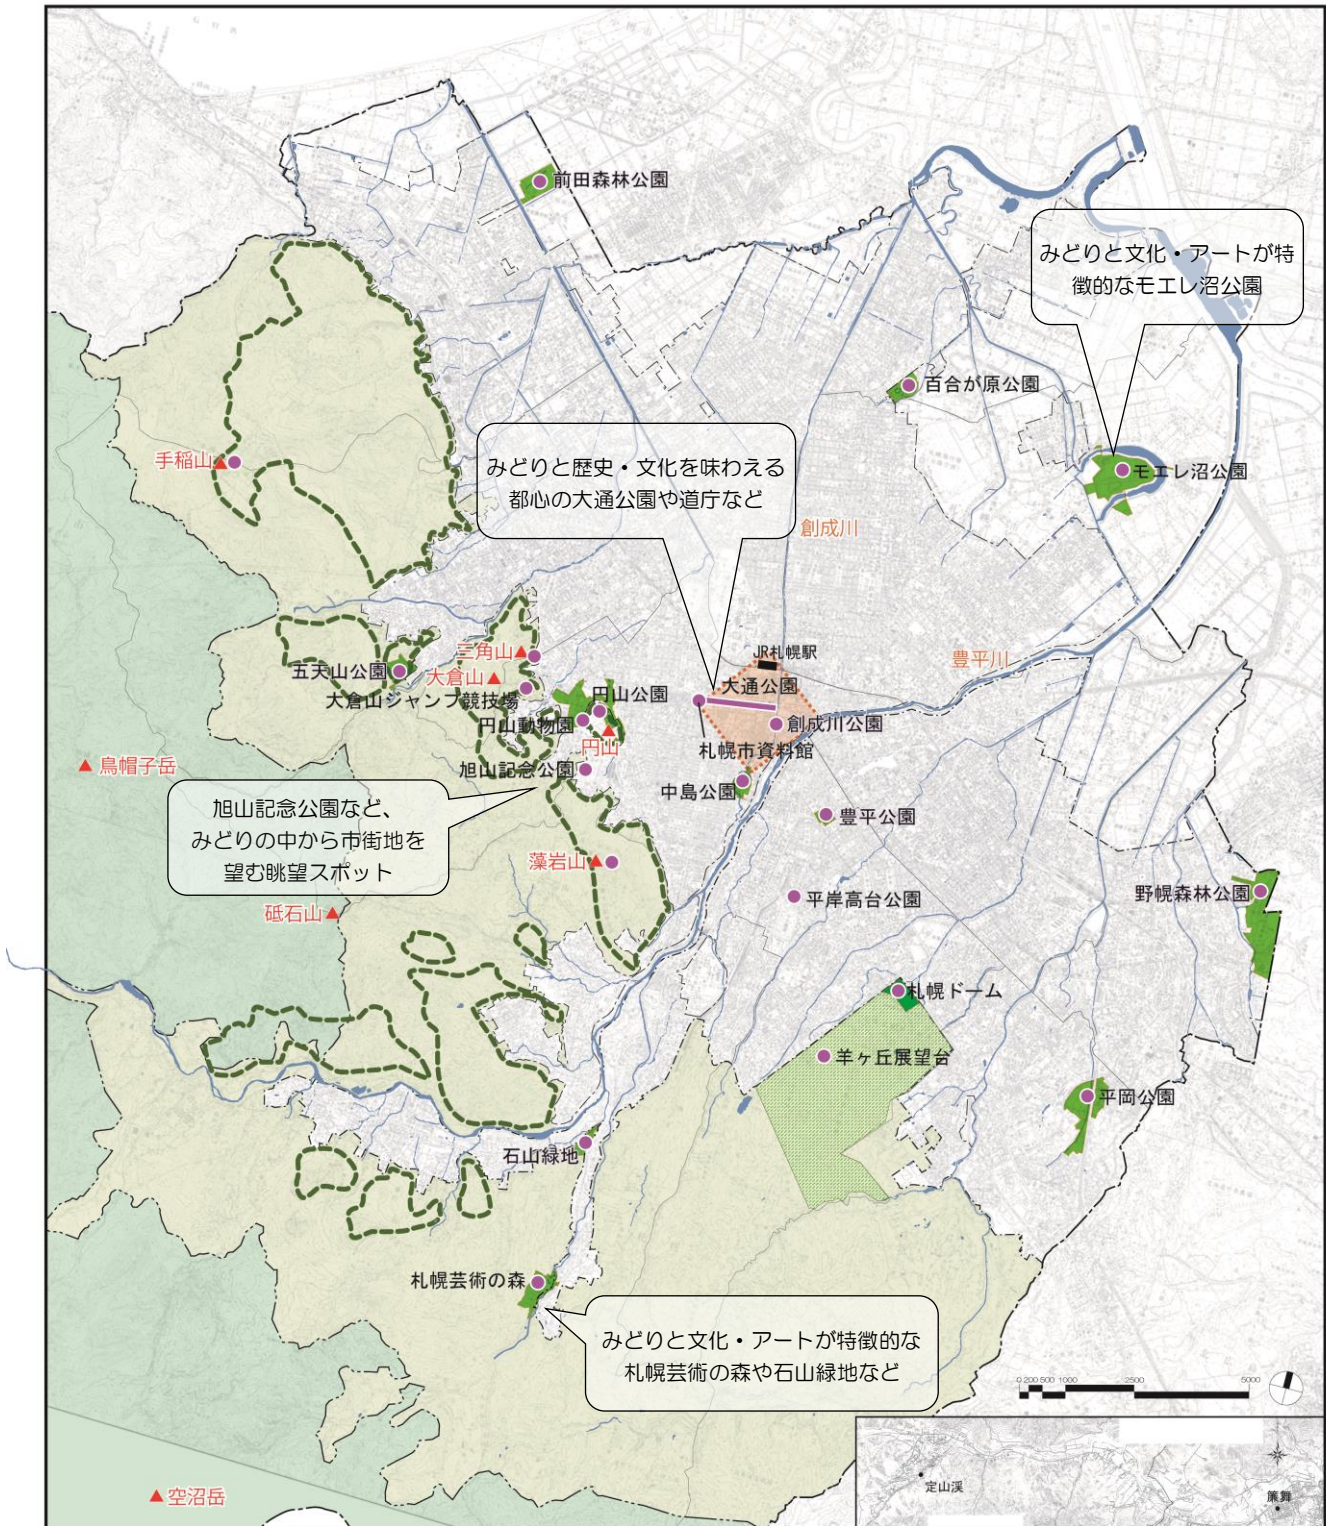 前田森林公園
みどりと文化・アートが特
徴的なモエレ沼公園
百合が原公園
みどりと歴史・文化を味わえる
都心の大通公園や道庁など
手稲山
モエレ沼公園
創成川
三角山
JR札幌駅
豊平川
五天山公園
大倉山
大通公園
大倉山ジャンプ競技場
円山公園
円山動物園
創成川公園
円山
札幌市資料館
烏帽子岳
旭山記念公園
中島公園
旭山記念公園など、
みどりの中から市街地を
望む眺望スポット
豊平公園
藻岩山
平岸高台公園
野幌森林公園
砥石山
札幌ドーム
羊ヶ丘展望台
平岡公園
石山緑地
札幌芸術の森
みどりと文化・アートが特徴的な
札幌芸術の森や石山緑地など
0 200 500 1000 2500 5000
定山渓
簾舞
空沼岳